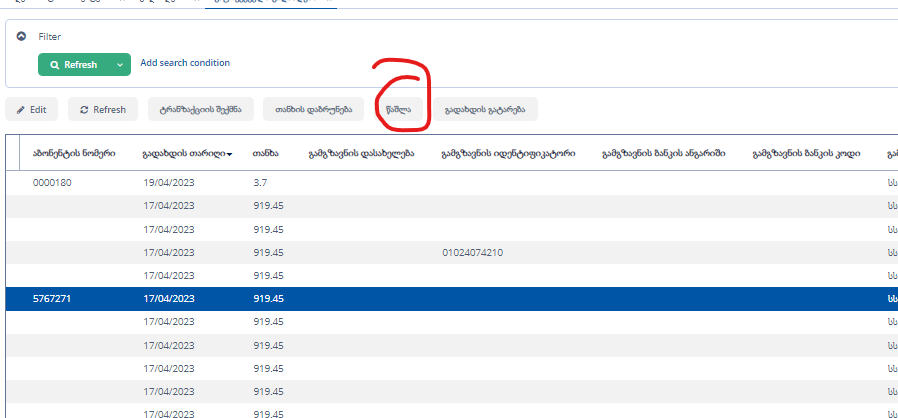 Filter
Refresh Add search condition
Edit Refresh ტრანზაქციის შექმნა თანხის დაბრუნება წაშლა გადახდის გატარება
აბონენტის ნომერი გადახდის თარიღი თანხა გამგზავნის დასახელება გამგზავნის იდენტიფიკატორი გამგზავნის ბანკის ანგარიში გამგზავნის ბანკის კოდი
0000180 19/04/2023 3.7 სს
17/04/2023 919.45 სს
17/04/2023 919.45 სს
17/04/2023 919.45 01024074210 სს
17/04/2023 919.45 სს
5767271 17/04/2023 919.45 სს
17/04/2023 919.45 სს
17/04/2023 919.45 სს
17/04/2023 919.45 სს
17/04/2023 919.45 სს
17/04/2023 919.45 სს